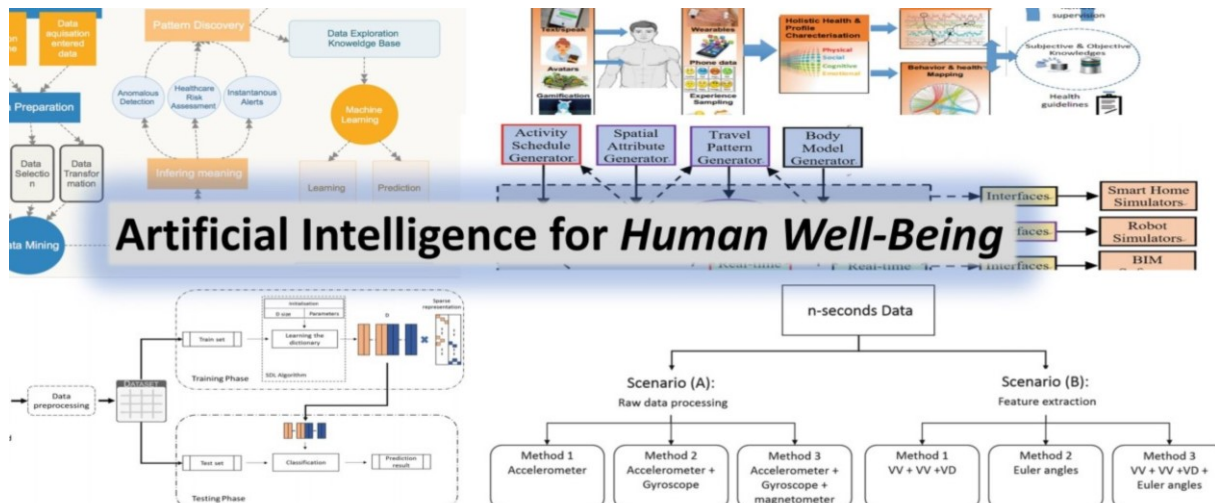 Data
aquisation
entered
data
Pattern Discovery
Data Exploration
Knoweldge Base
Anomalous
Detection
Healthcare
Risk
Assessment
Instantanous
Alerts
Machine
Learning
Preparation
Data
Selectio
n
Data
Transfor
mation
Infering meaning
Learning
Prediction
Mining
Text/speak
Avatars
Gamification
Wearables
Phone data
Experience
Sampling
Holistic Health &
Profile
Characterisation
Physical
Social
Cognitive
Emotional
Behavior & health
Mapping
supervision
Subjective & Objective
Knowledges
Health
guidelines
Activity
Schedule
Generator
Spatial
Attribute
Generator
Travel
Pattern
Generator
Body
Model
Generator
Interfaces
Smart Home
Simulators
Robot
Simulators
Interfaces
BIM
Real-time
Real-time
Artificial Intelligence for Human Well-Being
Data
preprocessing
DATASET
Train set
Initialization
D size
Parameters
Learning the
dictionary
SDL Algorithm
D
Sparse
representation
Training Phase
Test set
Classification
Prediction
result
Testing Phase
n-seconds Data
Scenario (A):
Raw data processing
Scenario (B):
Feature extraction
Method 1
Accelerometer
Method 2
Accelerometer +
Gyroscope
Method 3
Accelerometer +
Gyroscope +
magnetometer
Method 1
VV + VV +VD
Method 2
Euler angles
Method 3
VV + VV +VD +
Euler angles